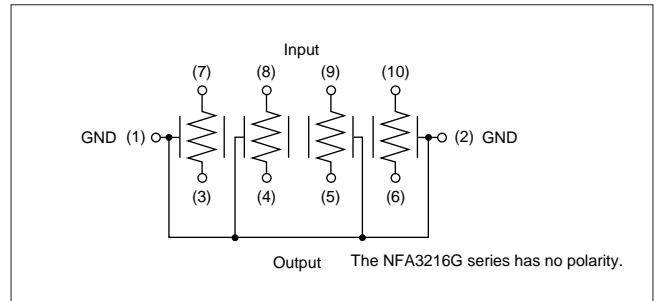 Input
(7) (8) (9) (10)
GND (1) (2) GND
(3) (4) (5) (6)
Output The NFA3216G series has no polarity.